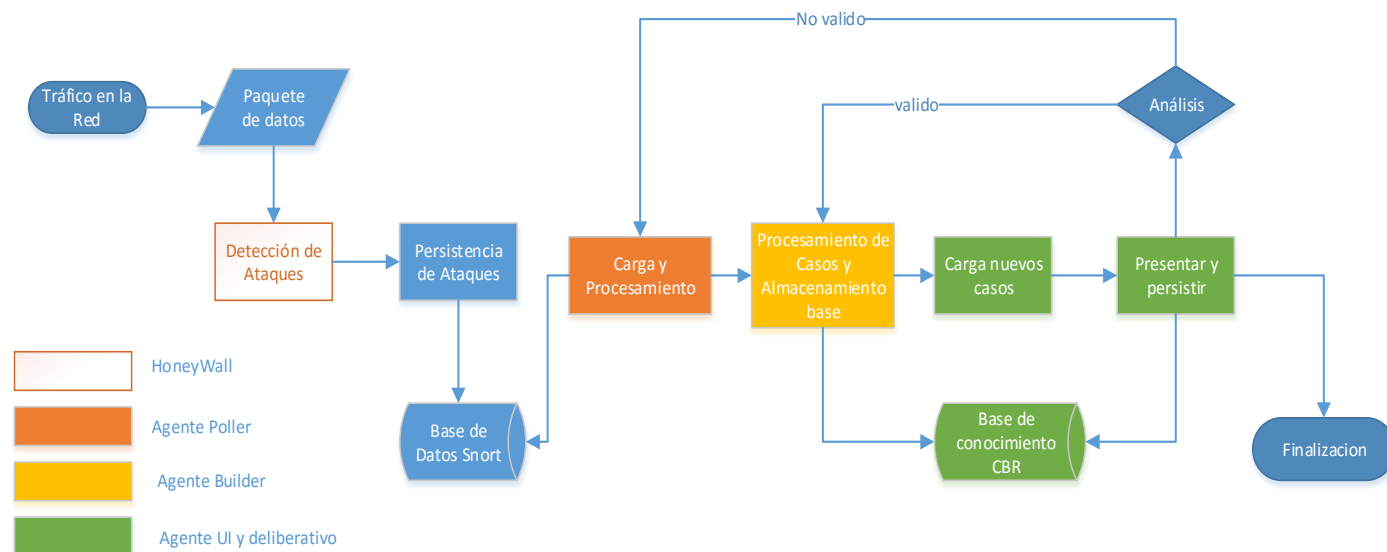 No valido
Tráfico en la
Red
Paquete
de datos
valido
Análisis
Detección de
Ataques
Persistencia
de Ataques
Carga y
Procesamiento
Procesamiento de
Casos y
Almacenamiento
base
Carga nuevos
casos
Presentar y
persistir
HoneyWall
Agente Poller
Agente Builder
Agente UI y deliberativo
Base de
Datos Snort
Base de
conocimiento
CBR
Finalizacion